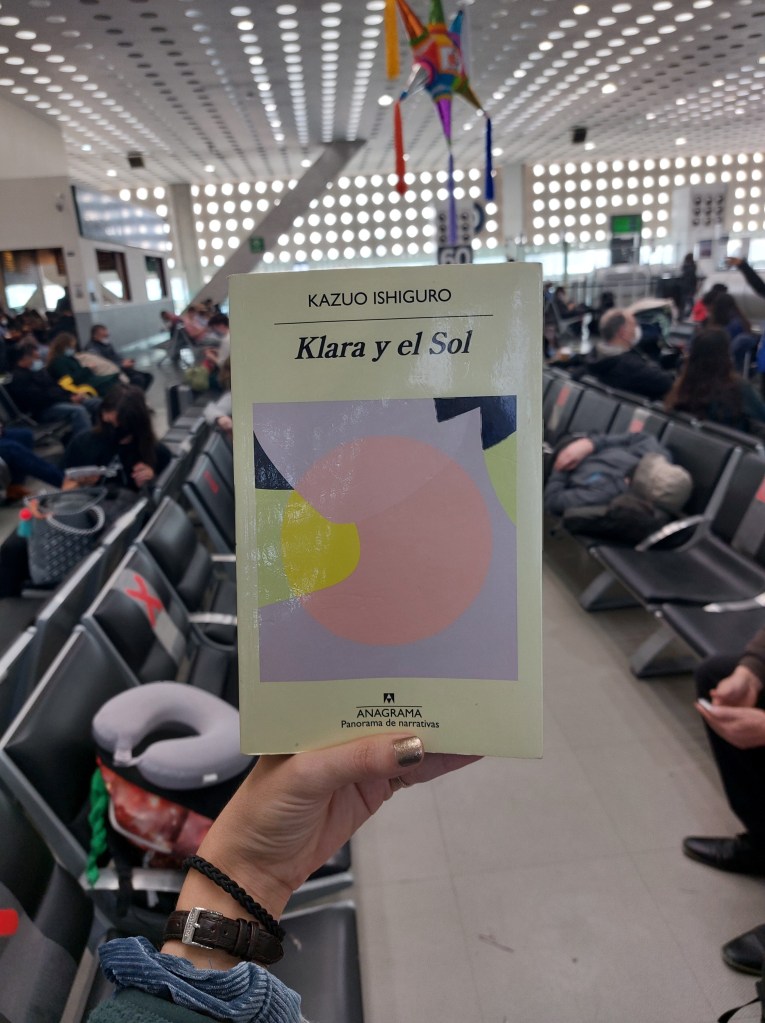 60
KAZUO ISHIGURO
Klara y el Sol
ANAGRAMA
Panorama de narrativas